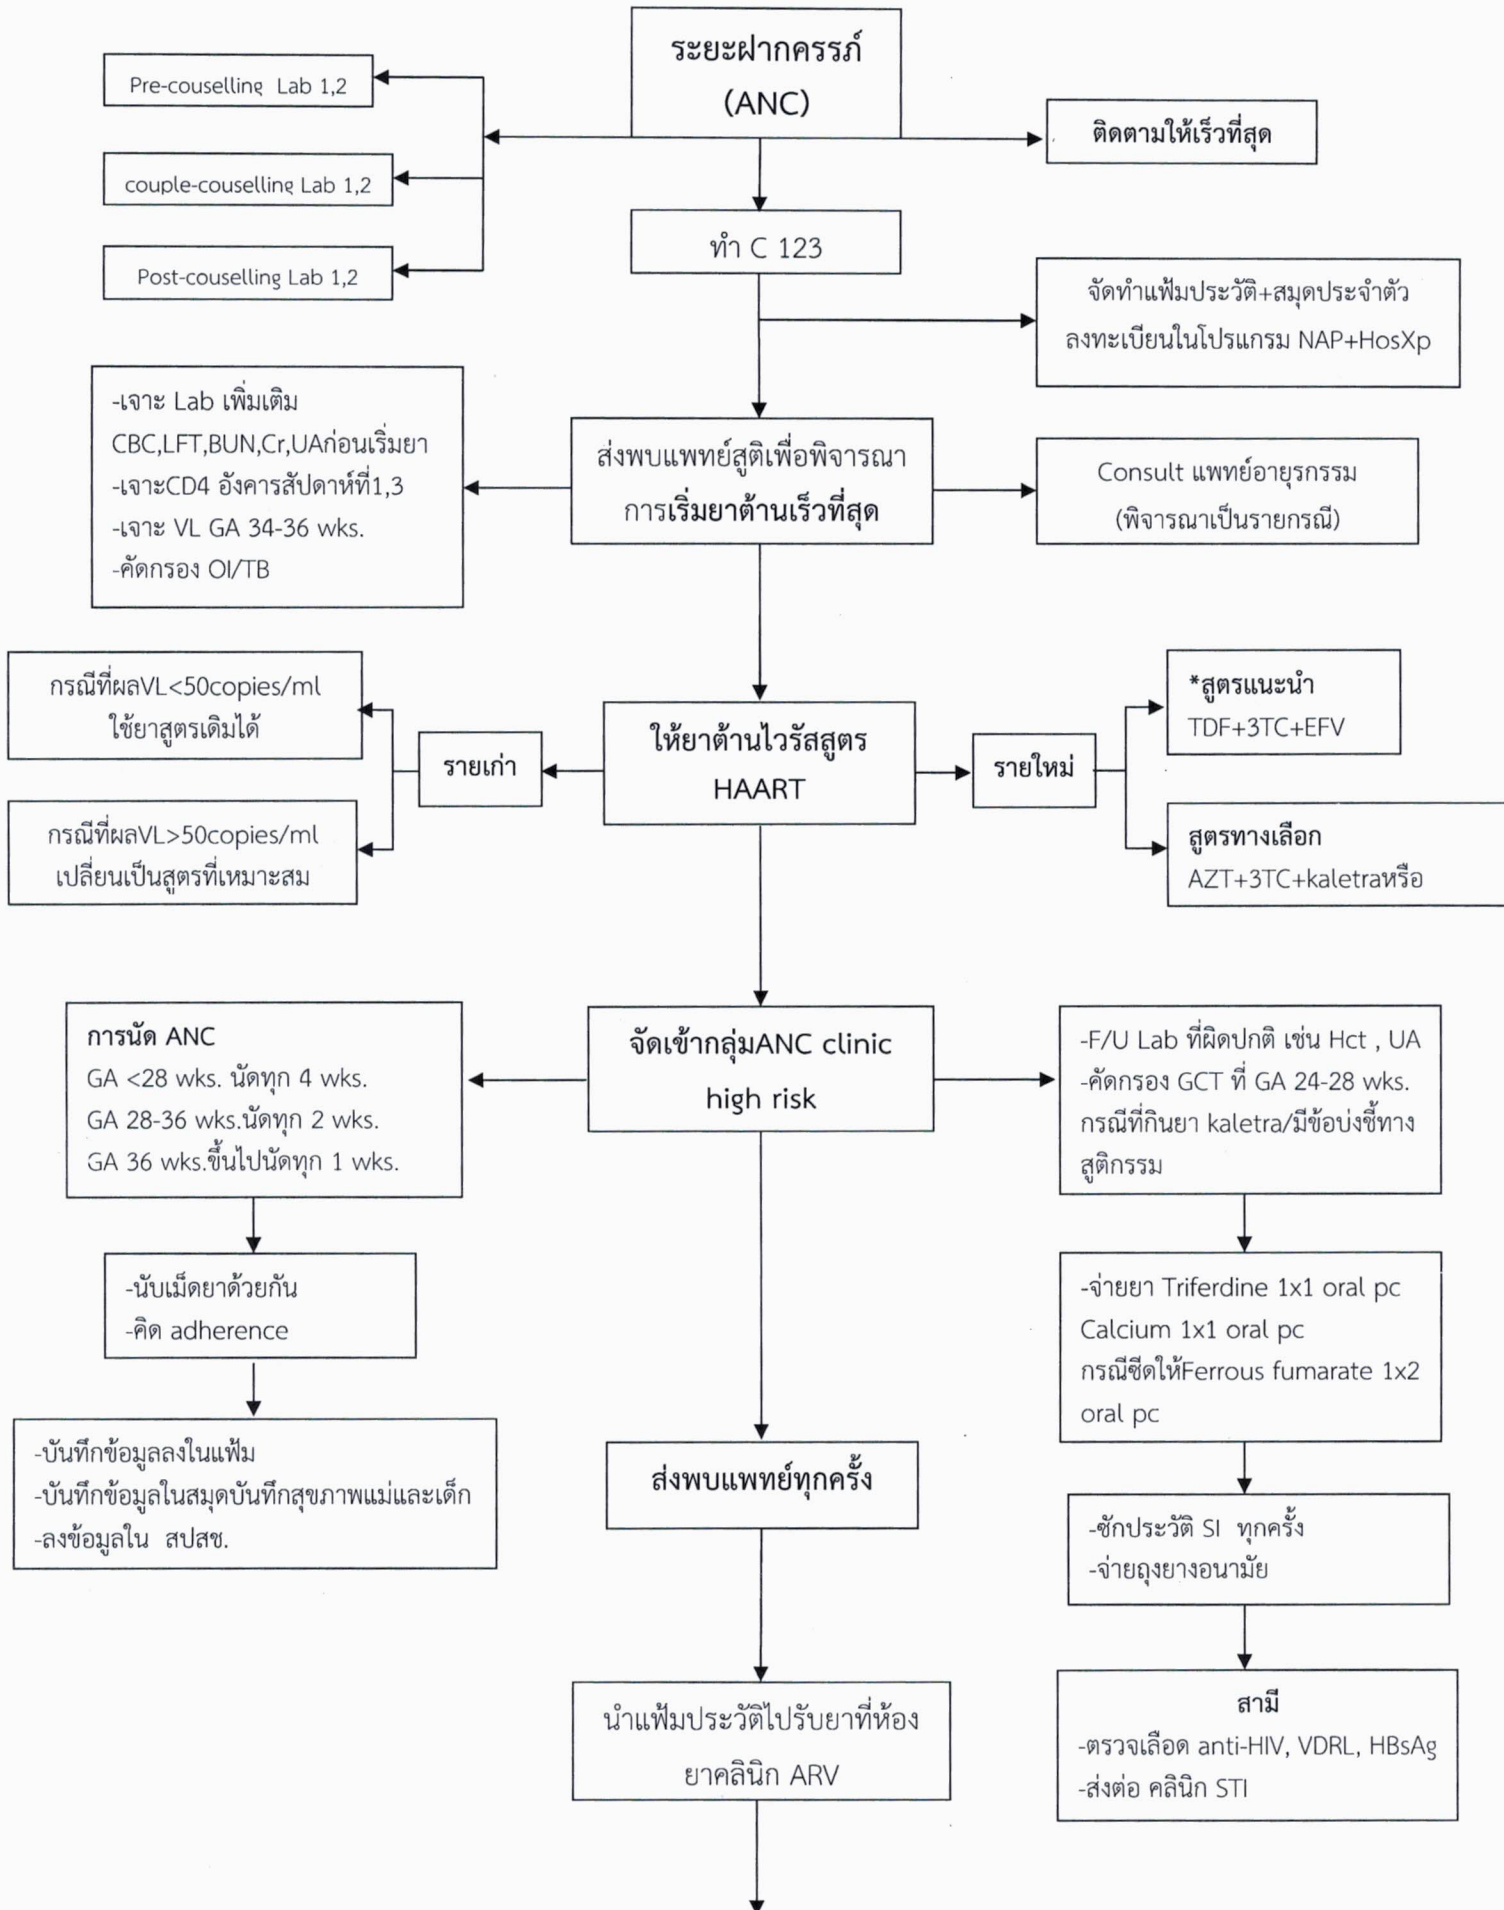 ระยะฝากครรภ์
(ANC)
Pre-couselling Lab 1,2
ติดตามให้เร็วที่สุด
couple-couselling Lab 1,2
ทำ C 123
Post-couselling Lab 1,2
จัดทำแฟ้มประวัติ+สมุดประจำตัว
ลงทะเบียนในโปรแกรม NAP+HosXp
-เจาะ Lab เพิ่มเติม
CBC,LFT,BUN,Cr,UAก่อนเริ่มยา
-เจาะCD4 อังคารสัปดาห์ที่1,3
-เจาะ VL GA 34-36 wks.
-คัดกรอง OI/TB
ส่งพบแพทย์สูติเพื่อพิจารณา
การเริ่มยาต้านเร็วที่สุด
Consult แพทย์อายุรกรรม
(พิจารณาเป็นรายกรณี)
กรณีที่ผลVL<50copies/ml
ใช้ยาสูตรเดิมได้
รายเก่า
ให้ยาต้านไวรัสสูตร
HAART
รายใหม่
*สูตรแนะนำ
TDF+3TC+EFV
กรณีที่ผลVL>50copies/ml
เปลี่ยนเป็นสูตรที่เหมาะสม
สูตรทางเลือก
AZT+3TC+kaletraหรือ
การนัด ANC
GA <28 wks. นัดทุก 4 wks.
GA 28-36 wks.นัดทุก 2 wks.
GA 36 wks.ขึ้นไปนัดทุก 1 wks.
จัดเข้ากลุ่มANC clinic
high risk
-F/U Lab ที่ผิดปกติ เช่น Hct , UA
-คัดกรอง GCT ที่ GA 24-28 wks.
กรณีที่กินยา kaletra/มีข้อบ่งชี้ทาง
สูติกรรม
-นับเม็ดยาด้วยกัน
-คิด adherence
-จ่ายยา Triferdine 1x1 oral pc
Calcium 1x1 oral pc
กรณีซีดให้Ferrous fumarate 1x2
oral pc
-บันทึกข้อมูลลงในแฟ้ม
-บันทึกข้อมูลในสมุดบันทึกสุขภาพแม่และเด็ก
-ลงข้อมูลใน สปสช.
ส่งพบแพทย์ทุกครั้ง
-ซักประวัติ SI ทุกครั้ง
-จ่ายถุงยางอนามัย
นำแฟ้มประวัติไปรับยาที่ห้อง
ยาคลินิก ARV
สามี
-ตรวจเลือด anti-HIV, VDRL, HBsAg
-ส่งต่อ คลินิก STI